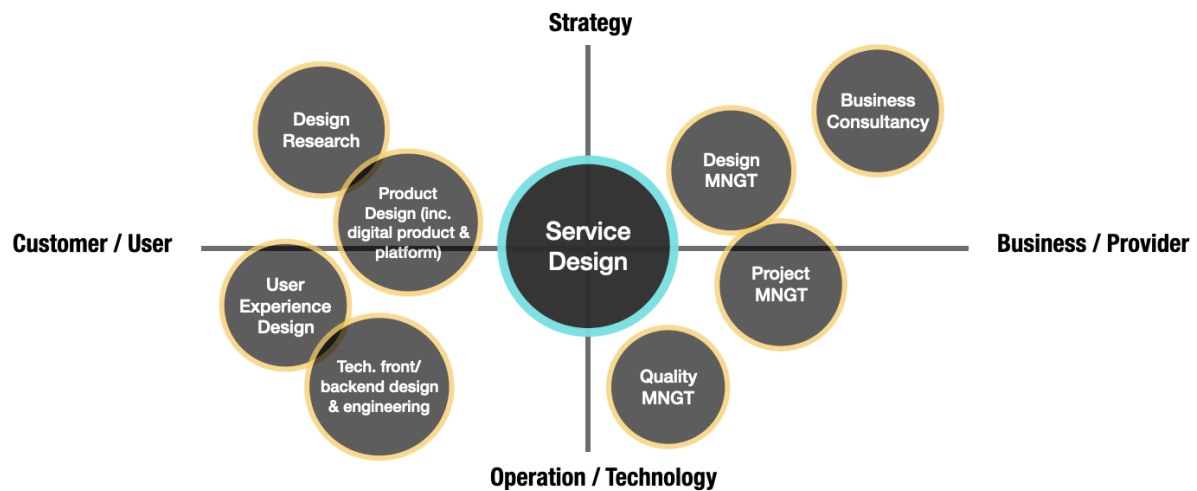 Strategy
Business
Consultancy
Design
Research
Design
MNGT
Product
Design (inc.
digital product &
platform)
Service
Design
Customer / User
Business / Provider
Project
MNGT
User
Experience
Design
Tech. front/
backend design
& engineering
Quality
MNGT
Operation / Technology